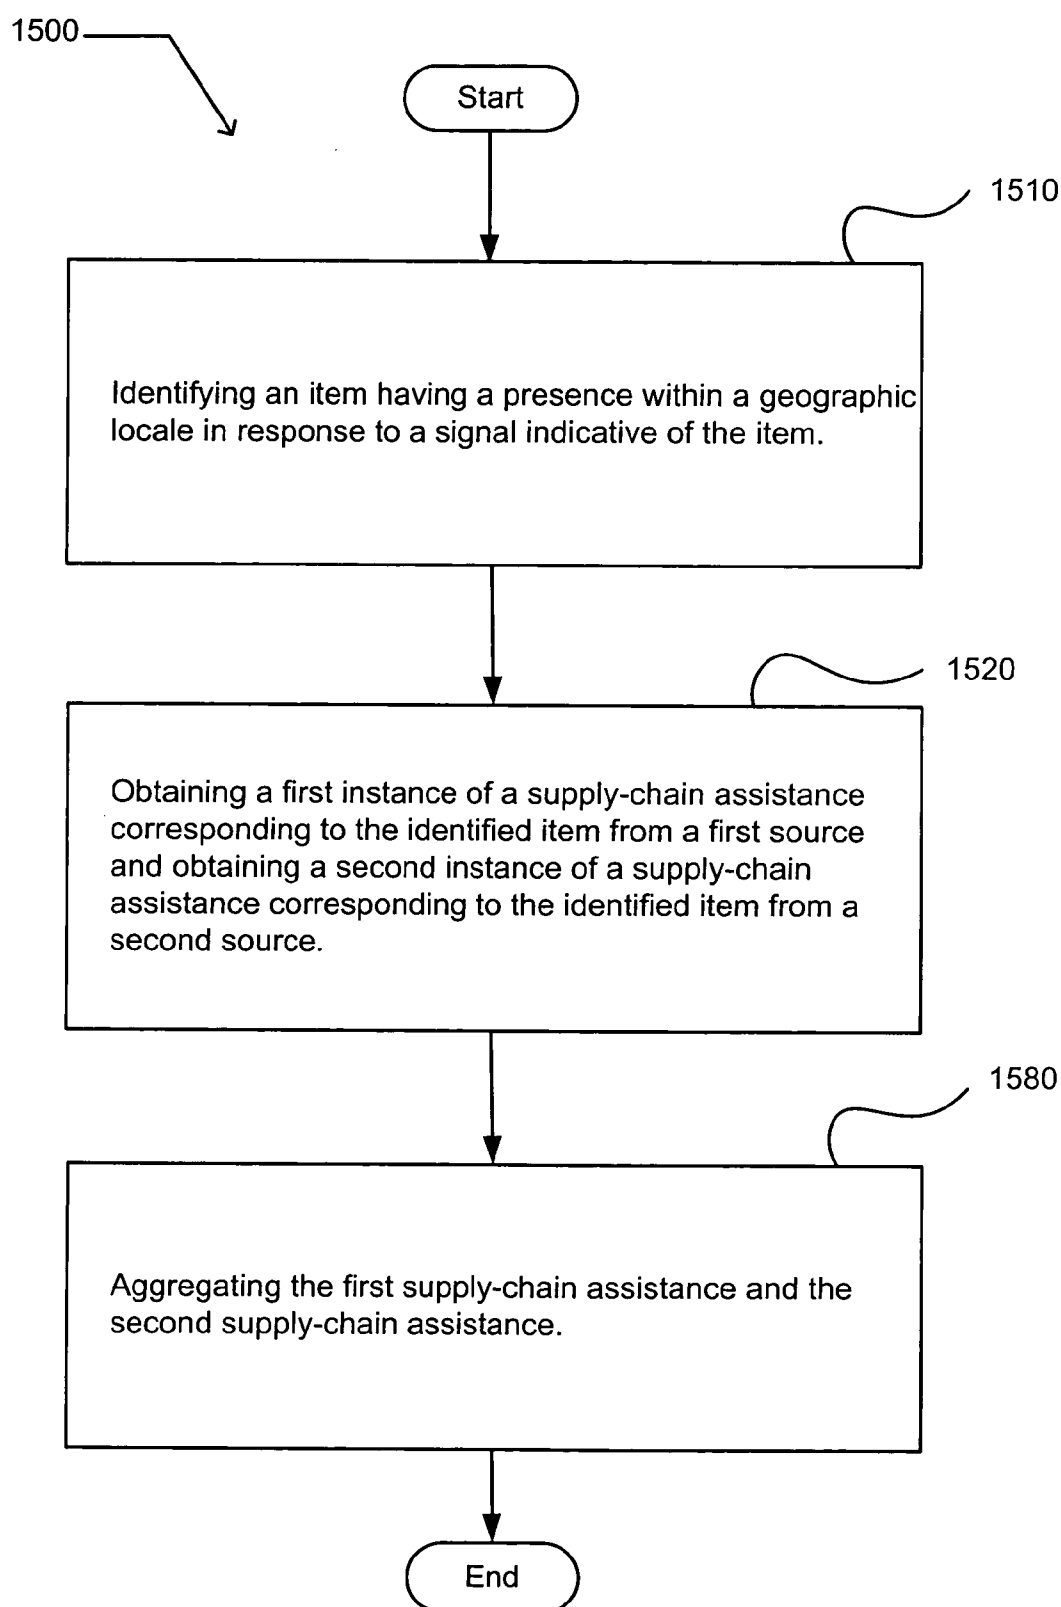 1500
Start
1510
Identifying an item having a presence within a geographic
locale in response to a signal indicative of the item.
1520
Obtaining a first instance of a supply-chain assistance
corresponding to the identified item from a first source
and obtaining a second instance of a supply-chain
assistance corresponding to the identified item from a
second source.
1580
Aggregating the first supply-chain assistance and the
second supply-chain assistance.
End